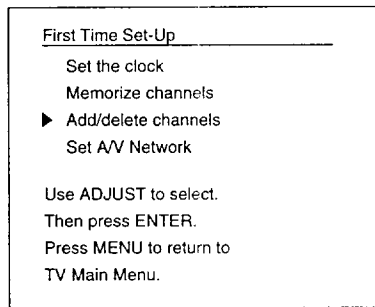 First Time Set-Up
Set the clock
Memorize channels
Add/delete channels
Set A/V Network
Use ADJUST to select.
Then press ENTER.
Press MENU to return to
TV Main Menu.